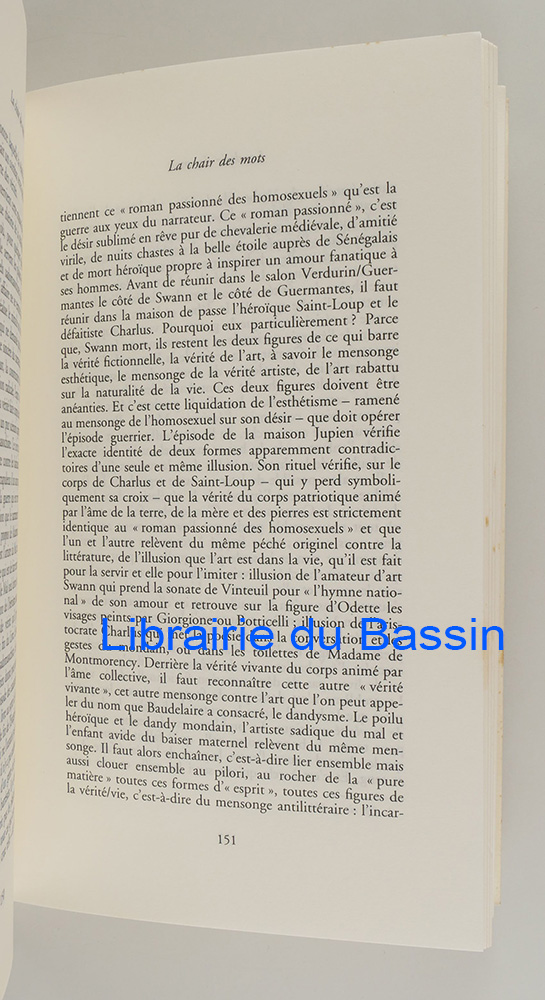 La chair des mots
tiennent ce « roman passionné des homosexuels » qu'est la
guerre aux yeux du narrateur. Ce « roman passionné », c'est
le désir sublimé en rêve pur de chevalerie médiévale, d'amitié
virile, de nuits chastes à la belle étoile auprès de Sénégalais
et de mort héroïque propre à inspirer un amour fanatique à
ses hommes. Avant de réunir dans le salon Verdurin/Guer-
mantes le côté de Swann et le côté de Guermantes, il faut
réunir dans la maison de passe l'héroïque Saint-Loup et le
défaitiste Charlus. Pourquoi eux particulièrement ? Parce
que, Swann mort, ils restent les deux figures de ce qui barre
la vérité fictionnelle, la vérité de l'art, à savoir le mensonge
esthétique, le mensonge de la vérité artiste, de l'art rabattu
sur la naturalité de la vie. Ces deux figures doivent être
anéanties. Et c'est cette liquidation de l'esthétisme – ramené
au mensonge de l'homosexuel sur son désir – que doit opérer
l'épisode guerrier. L'épisode de la maison Jupien vérifie
l'exacte identité de deux formes apparemment contradic-
toires d'une seule et même illusion. Son rituel vérifie, sur le
corps de Charlus et de Saint-Loup – qui y perd symboli-
quement sa croix – que la vérité du corps patriotique animé
par l'âme de la terre, de la mère et des pierres est strictement
identique au « roman passionné des homosexuels » et que
l'un et l'autre relèvent du même péché originel contre la
littérature, de l'illusion que l'art est dans la vie, qu'il est fait
pour la servir et elle pour l'imiter : illusion de l'amateur d'art
Swann qui prend la sonate de Vinteuil pour « l'hymne natio-
nal » de son amour et retrouve sur la figure d'Odette les
visages peints par Giorgione ou Botticelli ; illusion de l'aris-
tocrate Charlus qui met la poésie dans la conversation et les
Librairie du Bassin
gestes du mondain, ou dans les toilettes de Madame de
Montmorency. Derrière la vérité vivante du corps animé par
l'âme collective, il faut reconnaître cette autre « vérité
vivante », cet autre mensonge contre l'art que l'on peut appe-
ler du nom que Baudelaire a consacré, le dandysme. Le poilu
héroïque et le dandy mondain, l'artiste sadique du mal et
l'enfant avide du baiser maternel relèvent du même men-
songe. Il faut alors enchaîner, c'est-à-dire lier ensemble mais
aussi clouer ensemble au pilori, au rocher de la « pure
matière » toutes ces formes d'« esprit », toutes ces figures de
la vérité/vie, c'est-à-dire du mensonge antilittéraire : l'incar-
151